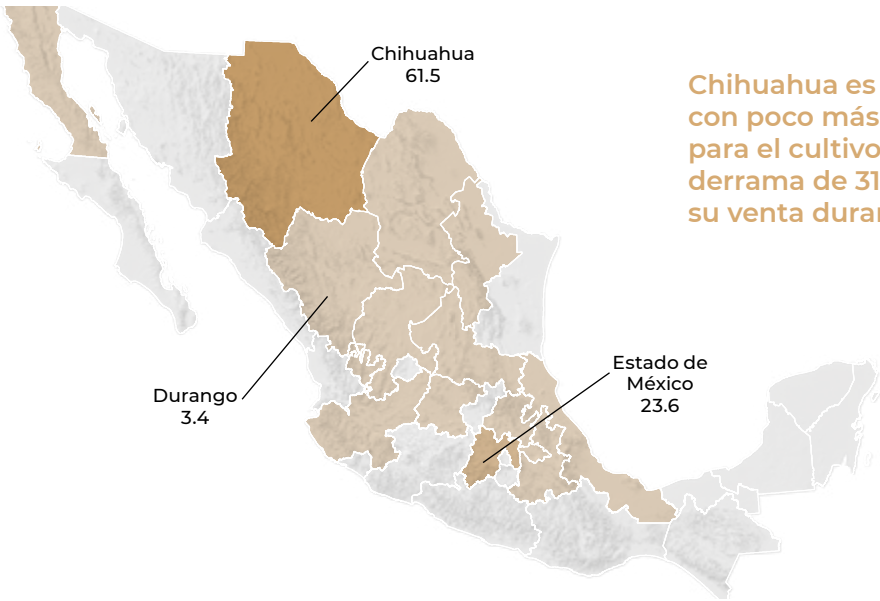 Chihuahua
61.5
Chihuahua es
con poco más
para el cultivo
derrama de 31
su venta duran
Durango
3.4
Estado de
México
23.6